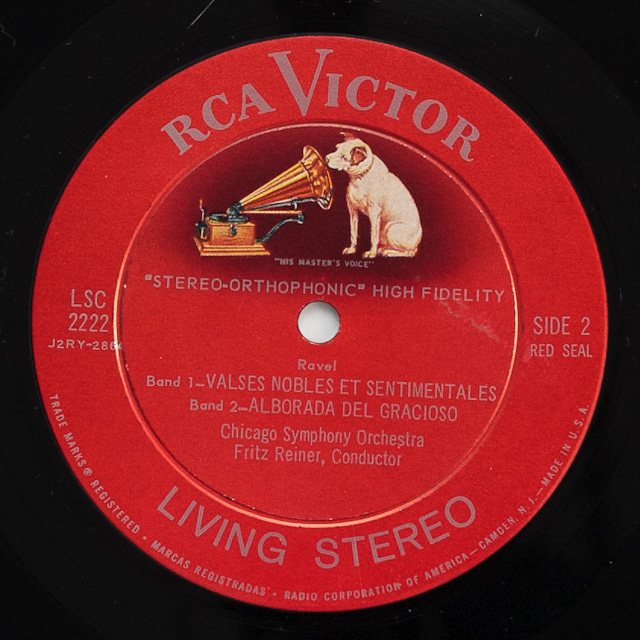 RCA VICTOR
"HIS MASTER'S VOICE"
"STEREO-ORTHOPHONIC" HIGH FIDELITY
LSC
2222
SIDE 2
RED SEAL
Ravel
Band 1—VALSES NOBLES ET SENTIMENTALES
Band 2—ALBORADA DEL GRACIOSO
Chicago Symphony Orchestra
Fritz Reiner, Conductor
LIVING STEREO
TRADE MARKS ® REGISTERED • MARCAS REGISTRADAS • RADIO CORPORATION OF AMERICA—CAMDEN, N. J.—MADE IN U.S.A.